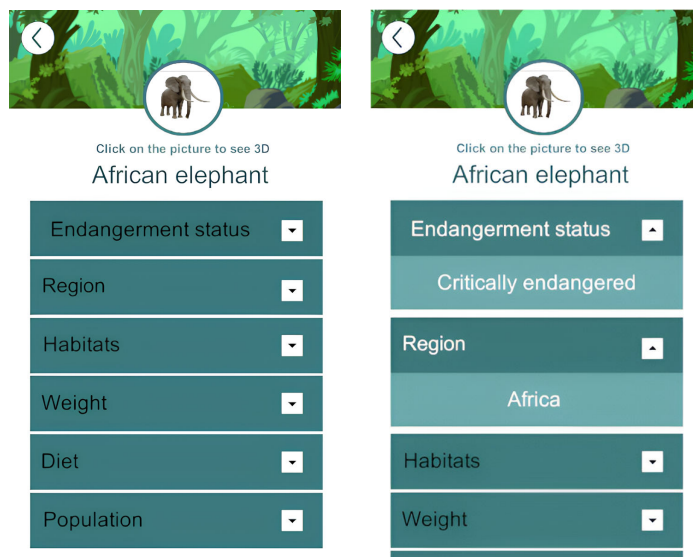 Click on the picture to see 3D
African elephant
Endangerment status
Region
Habitats
Weight
Diet
Population
Click on the picture to see 3D
African elephant
Endangerment status
Critically endangered
Region
Africa
Habitats
Weight